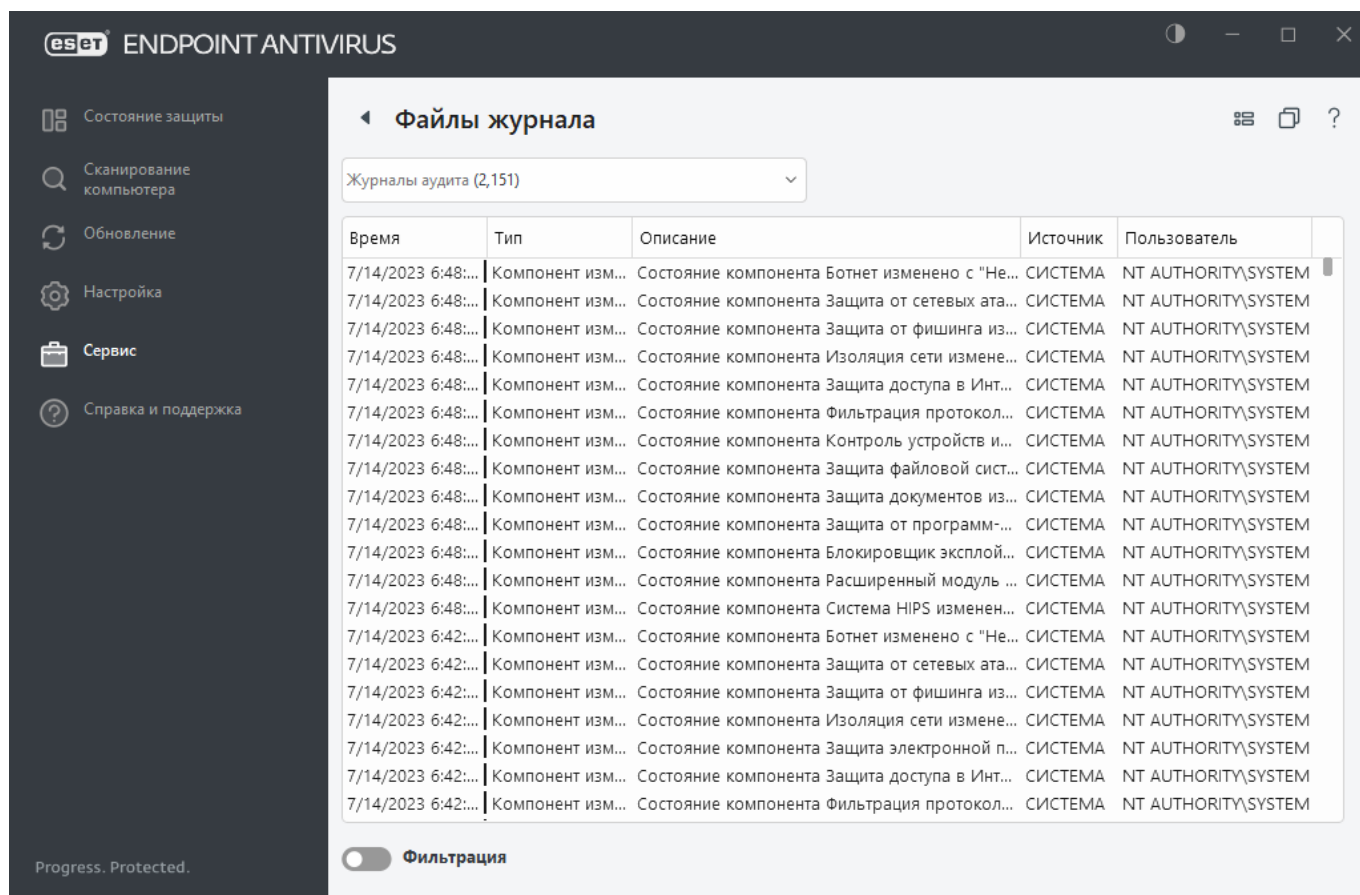 eset ENDPOINT ANTIVIRUS
Состояние защиты
Сканирование
компьютера
Обновление
Настройка
Сервис
Справка и поддержка
Progress. Protected.
Файлы журнала
?
Журналы аудита (2,151)
Время Тип Описание Источник Пользователь
7/14/2023 6:48:... Компонент изм... Состояние компонента Ботнет изменено с "Не... СИСТЕМА NT AUTHORITY\SYSTEM
7/14/2023 6:48:... Компонент изм... Состояние компонента Защита от сетевых ата... СИСТЕМА NT AUTHORITY\SYSTEM
7/14/2023 6:48:... Компонент изм... Состояние компонента Защита от фишинга из... СИСТЕМА NT AUTHORITY\SYSTEM
7/14/2023 6:48:... Компонент изм... Состояние компонента Изоляция сети измене... СИСТЕМА NT AUTHORITY\SYSTEM
7/14/2023 6:48:... Компонент изм... Состояние компонента Защита доступа в Инт... СИСТЕМА NT AUTHORITY\SYSTEM
7/14/2023 6:48:... Компонент изм... Состояние компонента Фильтрация протокол... СИСТЕМА NT AUTHORITY\SYSTEM
7/14/2023 6:48:... Компонент изм... Состояние компонента Контроль устройств и... СИСТЕМА NT AUTHORITY\SYSTEM
7/14/2023 6:48:... Компонент изм... Состояние компонента Защита файловой сист... СИСТЕМА NT AUTHORITY\SYSTEM
7/14/2023 6:48:... Компонент изм... Состояние компонента Защита документов из... СИСТЕМА NT AUTHORITY\SYSTEM
7/14/2023 6:48:... Компонент изм... Состояние компонента Защита от программ-... СИСТЕМА NT AUTHORITY\SYSTEM
7/14/2023 6:48:... Компонент изм... Состояние компонента Блокировщик эксплой... СИСТЕМА NT AUTHORITY\SYSTEM
7/14/2023 6:48:... Компонент изм... Состояние компонента Расширенный модуль ... СИСТЕМА NT AUTHORITY\SYSTEM
7/14/2023 6:48:... Компонент изм... Состояние компонента Система HIPS изменен... СИСТЕМА NT AUTHORITY\SYSTEM
7/14/2023 6:42:... Компонент изм... Состояние компонента Ботнет изменено с "Не... СИСТЕМА NT AUTHORITY\SYSTEM
7/14/2023 6:42:... Компонент изм... Состояние компонента Защита от сетевых ата... СИСТЕМА NT AUTHORITY\SYSTEM
7/14/2023 6:42:... Компонент изм... Состояние компонента Защита от фишинга из... СИСТЕМА NT AUTHORITY\SYSTEM
7/14/2023 6:42:... Компонент изм... Состояние компонента Изоляция сети измене... СИСТЕМА NT AUTHORITY\SYSTEM
7/14/2023 6:42:... Компонент изм... Состояние компонента Защита электронной п... СИСТЕМА NT AUTHORITY\SYSTEM
7/14/2023 6:42:... Компонент изм... Состояние компонента Защита доступа в Инт... СИСТЕМА NT AUTHORITY\SYSTEM
7/14/2023 6:42:... Компонент изм... Состояние компонента Фильтрация протокол... СИСТЕМА NT AUTHORITY\SYSTEM
Фильтрация